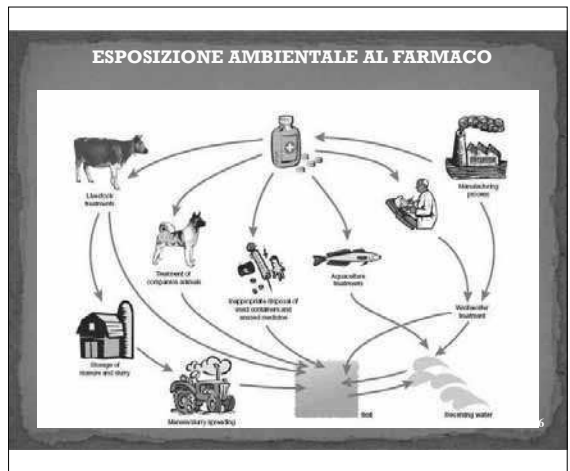 ESPOSIZIONE AMBIENTALE AL FARMACO
Livestock
treatments
Manufacturing
process
Treatment of
companion animals
Inappropriate disposal of
used containers and
unused medicine
Aquaculture
treatments
Wastewater
treatment
Storage of
manure and slurry
Manure/slurry spreading
Soil
Receiving water
6